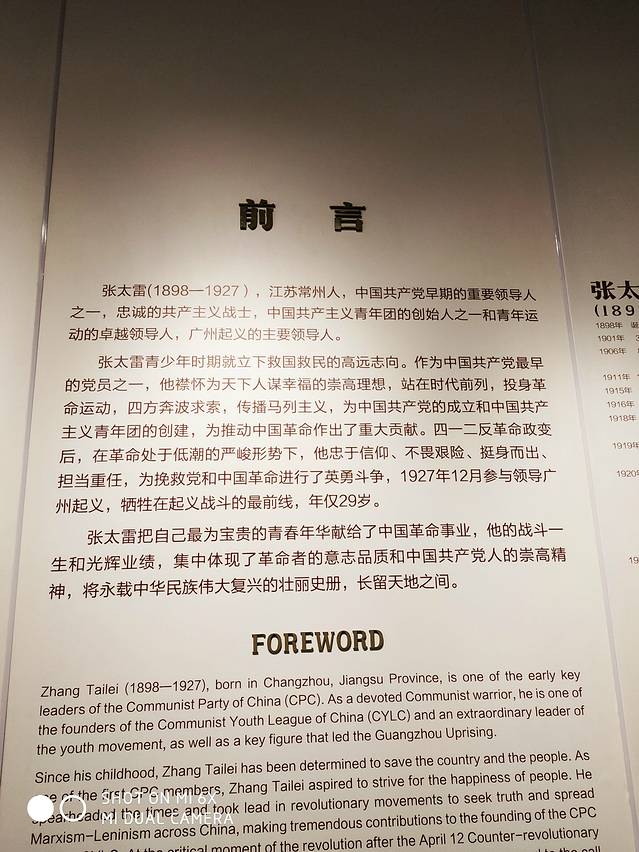 前 言
张太雷(1898—1927），江苏常州人，中国共产党早期的重要领导人
之一，忠诚的共产主义战士，中国共产主义青年团的创始人之一和青年运
动的卓越领导人，广州起义的主要领导人。
张太雷青少年时期就立下救国救民的高远志向。作为中国共产党最早
的党员之一，他襟怀为天下人谋幸福的崇高理想，站在时代前列，投身革
命运动，四方奔波求索，传播马列主义，为中国共产党的成立和中国共产
主义青年团的创建，为推动中国革命作出了重大贡献。四一二反革命政变
后，在革命处于低潮的严峻形势下，他忠于信仰、不畏艰险、挺身而出、
担当重任，为挽救党和中国革命进行了英勇斗争，1927年12月参与领导广
州起义，牺牲在起义战斗的最前线，年仅29岁。
张太雷把自己最为宝贵的青春年华献给了中国革命事业，他的战斗一
生和光辉业绩，集中体现了革命者的意志品质和中国共产党人的崇高精
神，将永载中华民族伟大复兴的壮丽史册，长留天地之间。
FOREWORD
Zhang Tailei (1898—1927), born in Changzhou, Jiangsu Province, is one of the early key
leaders of the Communist Party of China (CPC). As a devoted Communist warrior, he is one of
the founders of the Communist Youth League of China (CYLC) and an extraordinary leader of
the youth movement, as well as a key figure that led the Guangzhou Uprising.
Since his childhood, Zhang Tailei has been determined to save the country and the people. As
one of the first CPC members, Zhang Tailei aspired to strive for the happiness of people. He
spearheaded the times and took lead in revolutionary movements to seek truth and spread
Marxism-Leninism across China, making tremendous contributions to the founding of the CPC
At the critical moment of the revolution after the April 12 Counter-revolutionary
to the call
张太
(189
1898年 诞
1901年 3
1906年
1911年
1915年
1916年
1918年
1919年
1920年
SHOT ON MI 6X
MI DUAL CAMERA